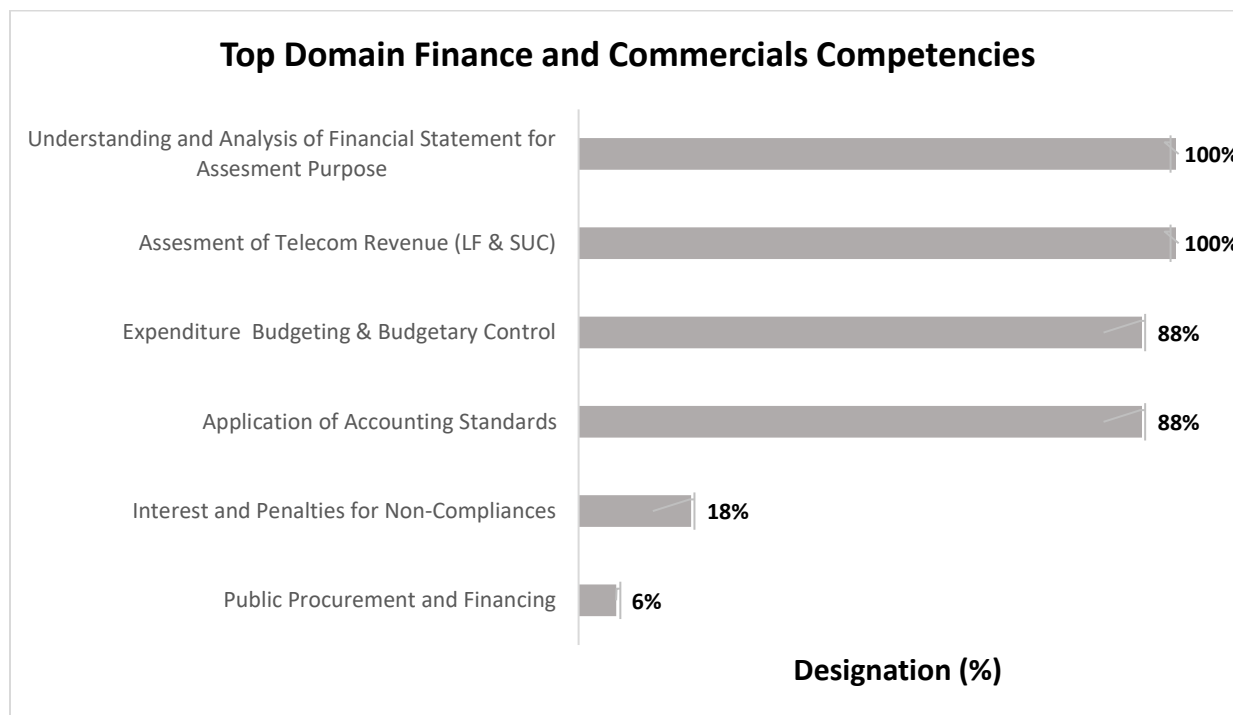 Top Domain Finance and Commercials Competencies
Understanding and Analysis of Financial Statement for
Assesment Purpose
100%
Assesment of Telecom Revenue (LF & SUC)
100%
Expenditure  Budgeting & Budgetary Control
88%
Application of Accounting Standards
88%
Interest and Penalties for Non-Compliances
18%
Public Procurement and Financing
6%
Designation (%)